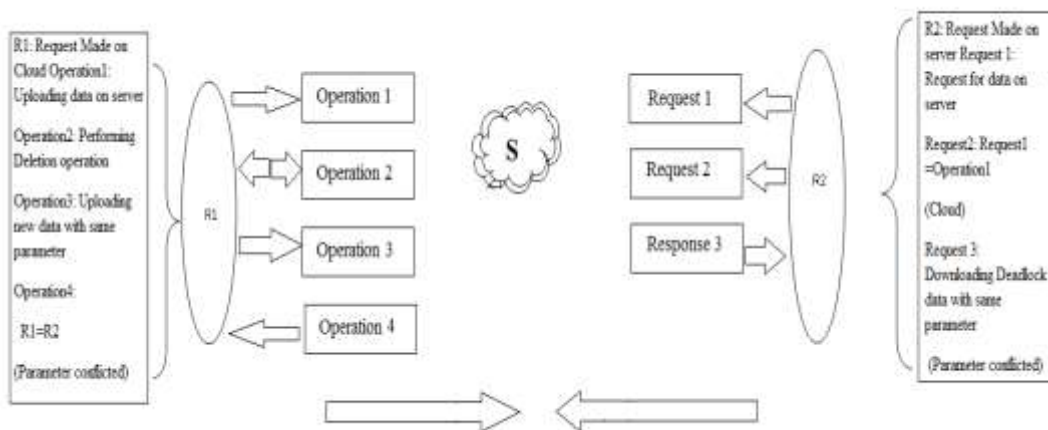 R1: Request Made on
Cloud Operation1:
Uploading data on server
Operation2: Performing
Deletion operation
Operation3: Uploading
new data with same
parameter
Operation4:
R1=R2
(Parameter conflicted)
R1
Operation 1
Operation 2
Operation 3
Operation 4
S
Request 1
Request 2
Response 3
R2
R2: Request Made on
server Request 1:
Request for data on
server
Request2: Request1
=Operation1
(Cloud)
Request 3:
Downloading Deadlock
data with same
parameter
(Parameter conflicted)